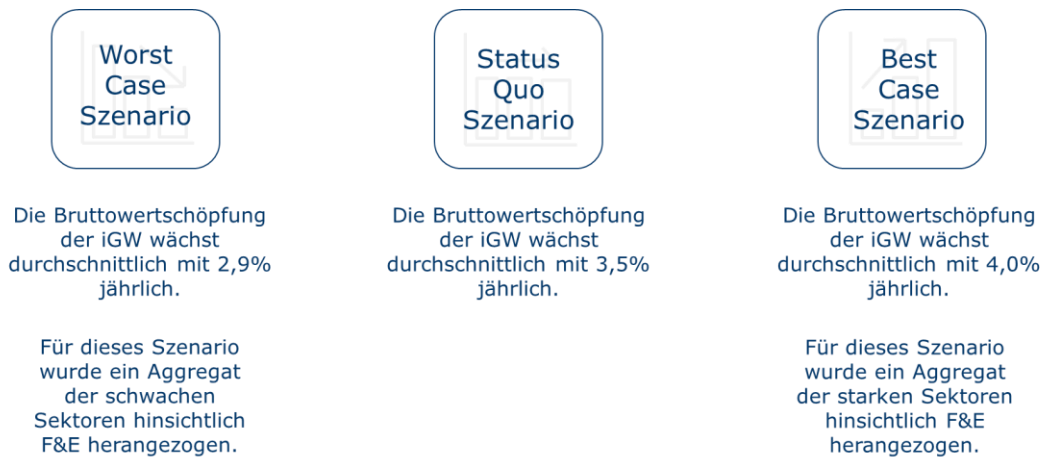 Worst
Case
Szenario
Die Bruttowertschöpfung
der iGW wächst
durchschnittlich mit 2,9%
jährlich.
Für dieses Szenario
wurde ein Aggregat
der schwachen
Sektoren hinsichtlich
F&E herangezogen.
Status
Quo
Szenario
Die Bruttowertschöpfung
der iGW wächst
durchschnittlich mit 3,5%
jährlich.
Best
Case
Szenario
Die Bruttowertschöpfung
der iGW wächst
durchschnittlich mit 4,0%
jährlich.
Für dieses Szenario
wurde ein Aggregat
der starken Sektoren
hinsichtlich F&E
herangezogen.